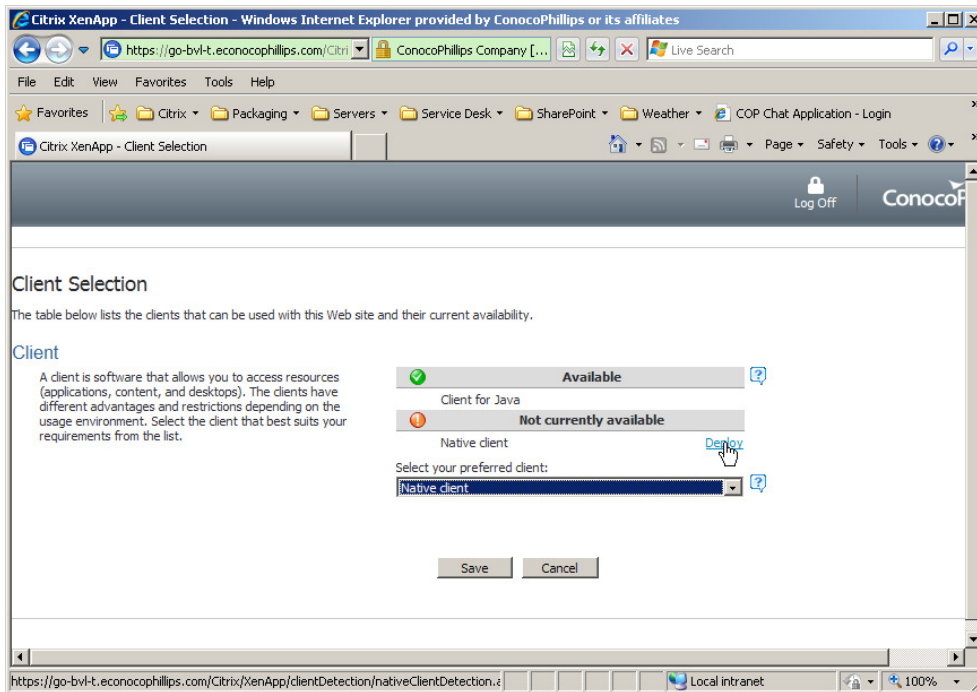 Citrix XenApp - Client Selection - Windows Internet Explorer provided by ConocoPhillips or its affiliates
https://go-bvl-t.econocophillips.com/Citri
ConocoPhillips Company [...
Live Search
File Edit View Favorites Tools Help
Favorites Citrix Packaging Servers Service Desk SharePoint Weather COP Chat Application - Login
Citrix XenApp - Client Selection
Page Safety Tools
Log Off
ConocoP
Client Selection
The table below lists the clients that can be used with this Web site and their current availability.
Client
A client is software that allows you to access resources
(applications, content, and desktops). The clients have
different advantages and restrictions depending on the
usage environment. Select the client that best suits your
requirements from the list.
Available
Client for Java
Not currently available
Native client Deploy
Select your preferred client:
Native client
Save Cancel
https://go-bvl-t.econocophillips.com/Citrix/XenApp/clientDetection/nativeClientDetection.a
Local intranet
100%